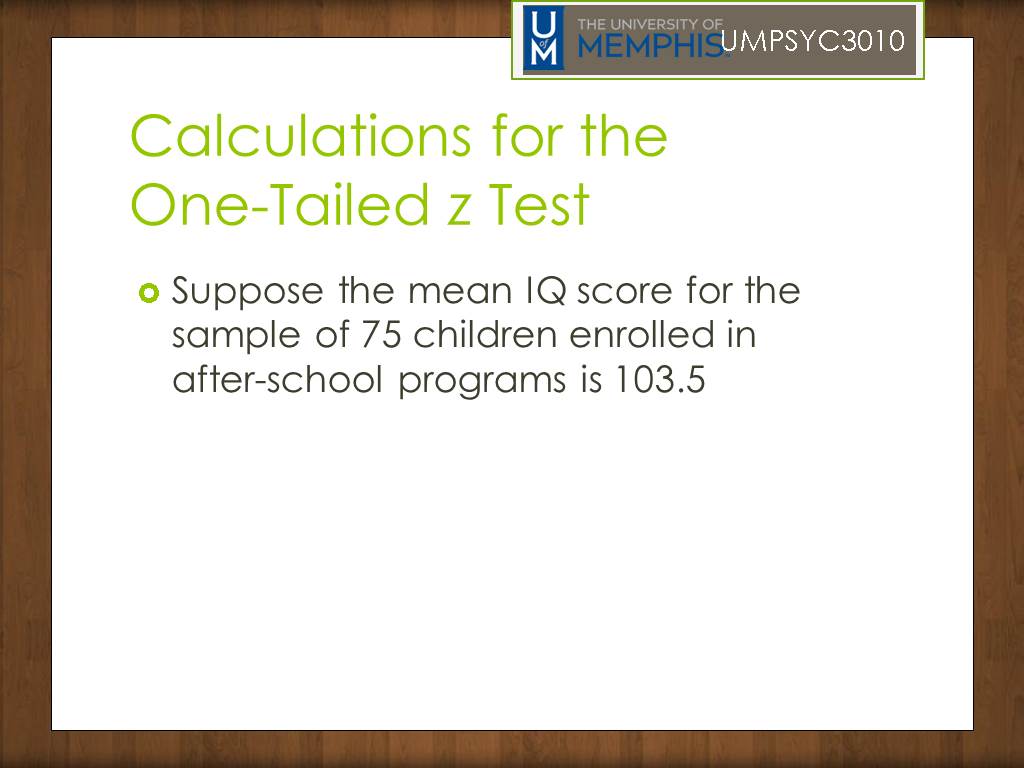 THE UNIVERSITY OF
MEMPHIS
UMPSYC3010
U
of
M
Calculations for the
One-Tailed z Test
Suppose the mean IQ score for the
sample of 75 children enrolled in
after-school programs is 103.5